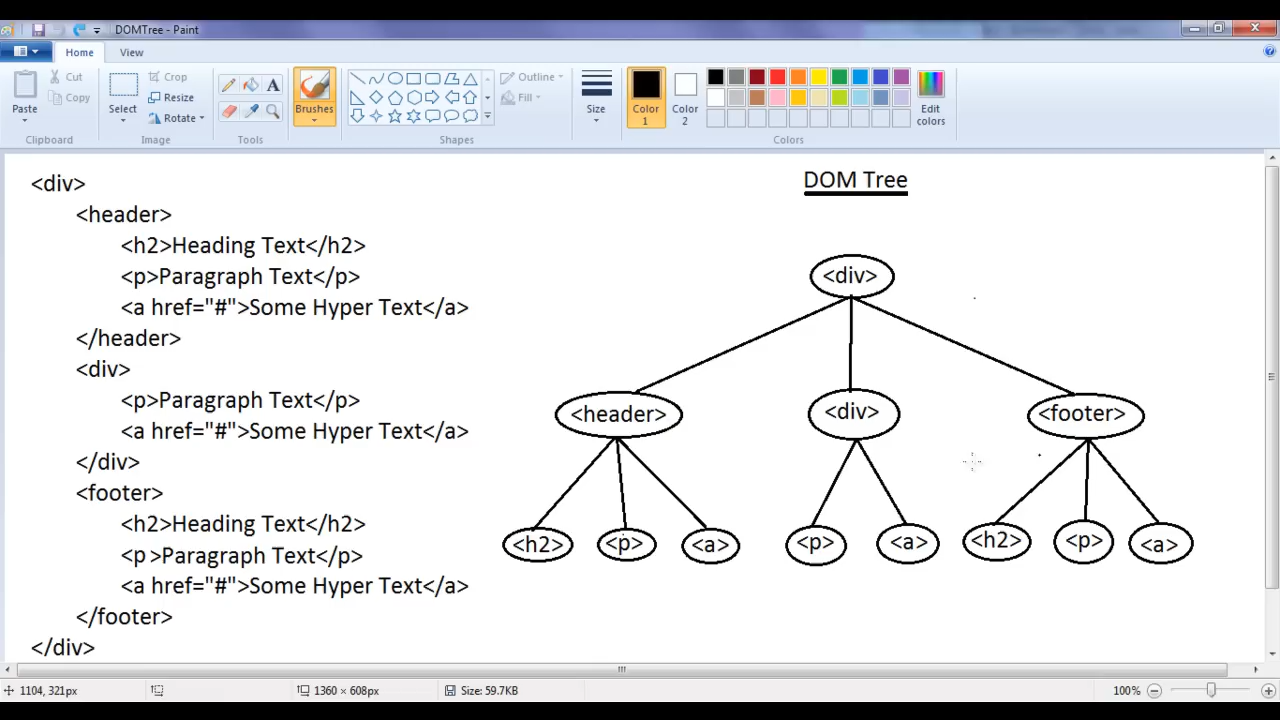 DOMTree - Paint
Home View
Paste
Cut
Copy
Clipboard
Select
Crop
Resize
Rotate
Image
A
Tools
Brushes
Outline
Fill
Shapes
Size
Color 1
Color 2
Edit colors
Colors
<div>
<header>
<h2>Heading Text</h2>
<p>Paragraph Text</p>
<a href="#">Some Hyper Text</a>
</header>
<div>
<p>Paragraph Text</p>
<a href="#">Some Hyper Text</a>
</div>
<footer>
<h2>Heading Text</h2>
<p >Paragraph Text</p>
<a href="#">Some Hyper Text</a>
</footer>
</div>
DOM Tree
<div>
<header> <div> <footer>
<h2> <p> <a> <p> <a> <h2> <p> <a>
1104, 321px 1360 × 608px Size: 59.7KB 100%